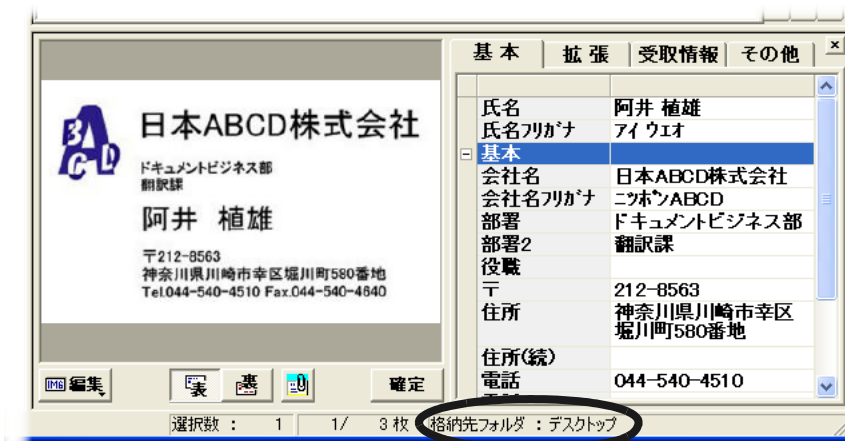 BACD
日本ABCD株式会社
ドキュメントビジネス部
翻訳課
阿井 植雄
〒212-8563
神奈川県川崎市幸区堀川町580番地
Tel.044-540-4510 Fax.044-540-4640
IMG 編集
表
裏
確定
基本 拡張 受取情報 その他
氏名 阿井 植雄
氏名フリガナ アイ ウエオ
基本
会社名 日本ABCD株式会社
会社名フリガナ ニッホンABCD
部署 ドキュメントビジネス部
部署2 翻訳課
役職
〒 212-8563
住所 神奈川県川崎市幸区
堀川町580番地
住所(続)
電話 044-540-4510
選択数 : 1 1/ 3枚 格納先フォルダ : デスクトップ